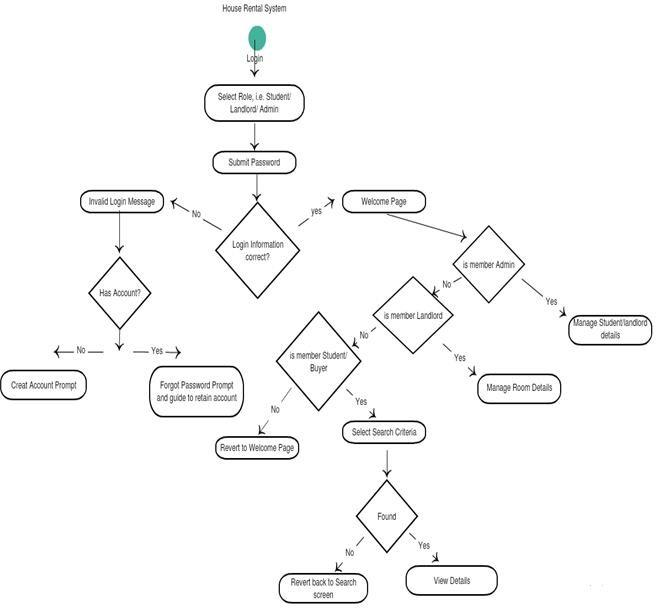 House Rental System
Login
Select Role, i.e. Student/
Landlord/ Admin
Submit Password
Invalid Login Message
No
yes
Welcome Page
Login Information
correct?
is member Admin
Has Account?
No
Yes
is member Landlord
Manage Student/landlord
details
No
is member Student/
Buyer
Yes
No
Yes
Creat Account Prompt
Forgot Password Prompt
and guide to retain account
Manage Room Details
Yes
No
Select Search Criteria
Revert to Welcome Page
Found
No
Yes
Revert back to Search
screen
View Details